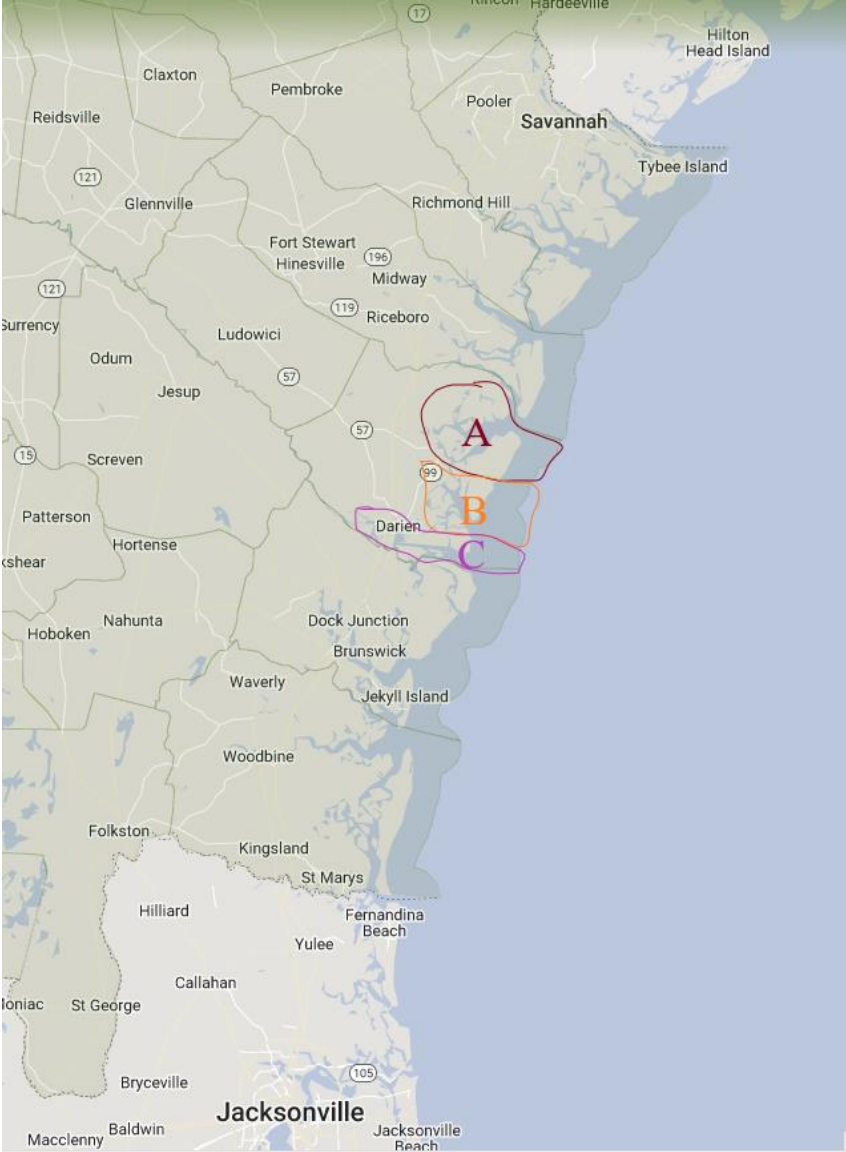 17
Hardeeville
Hilton
Head Island
Claxton
Pembroke
Pooler
Reidsville
Savannah
Tybee Island
121
Glennville
Richmond Hill
Fort Stewart
Hinesville
196
Midway
121
119
Riceboro
Surrency
Ludowici
Odum
57
Jesup
57
A
15
Screven
99
B
Patterson
Darien
Hortense
C
kshear
Nahunta
Dock Junction
Hoboken
Brunswick
Waverly
Jekyll Island
Woodbine
Folkston
Kingsland
St Marys
Hilliard
Fernandina
Beach
Yulee
Callahan
Moniac
St George
105
Bryceville
Jacksonville
Baldwin
Jacksonville
Beach
Macclenny